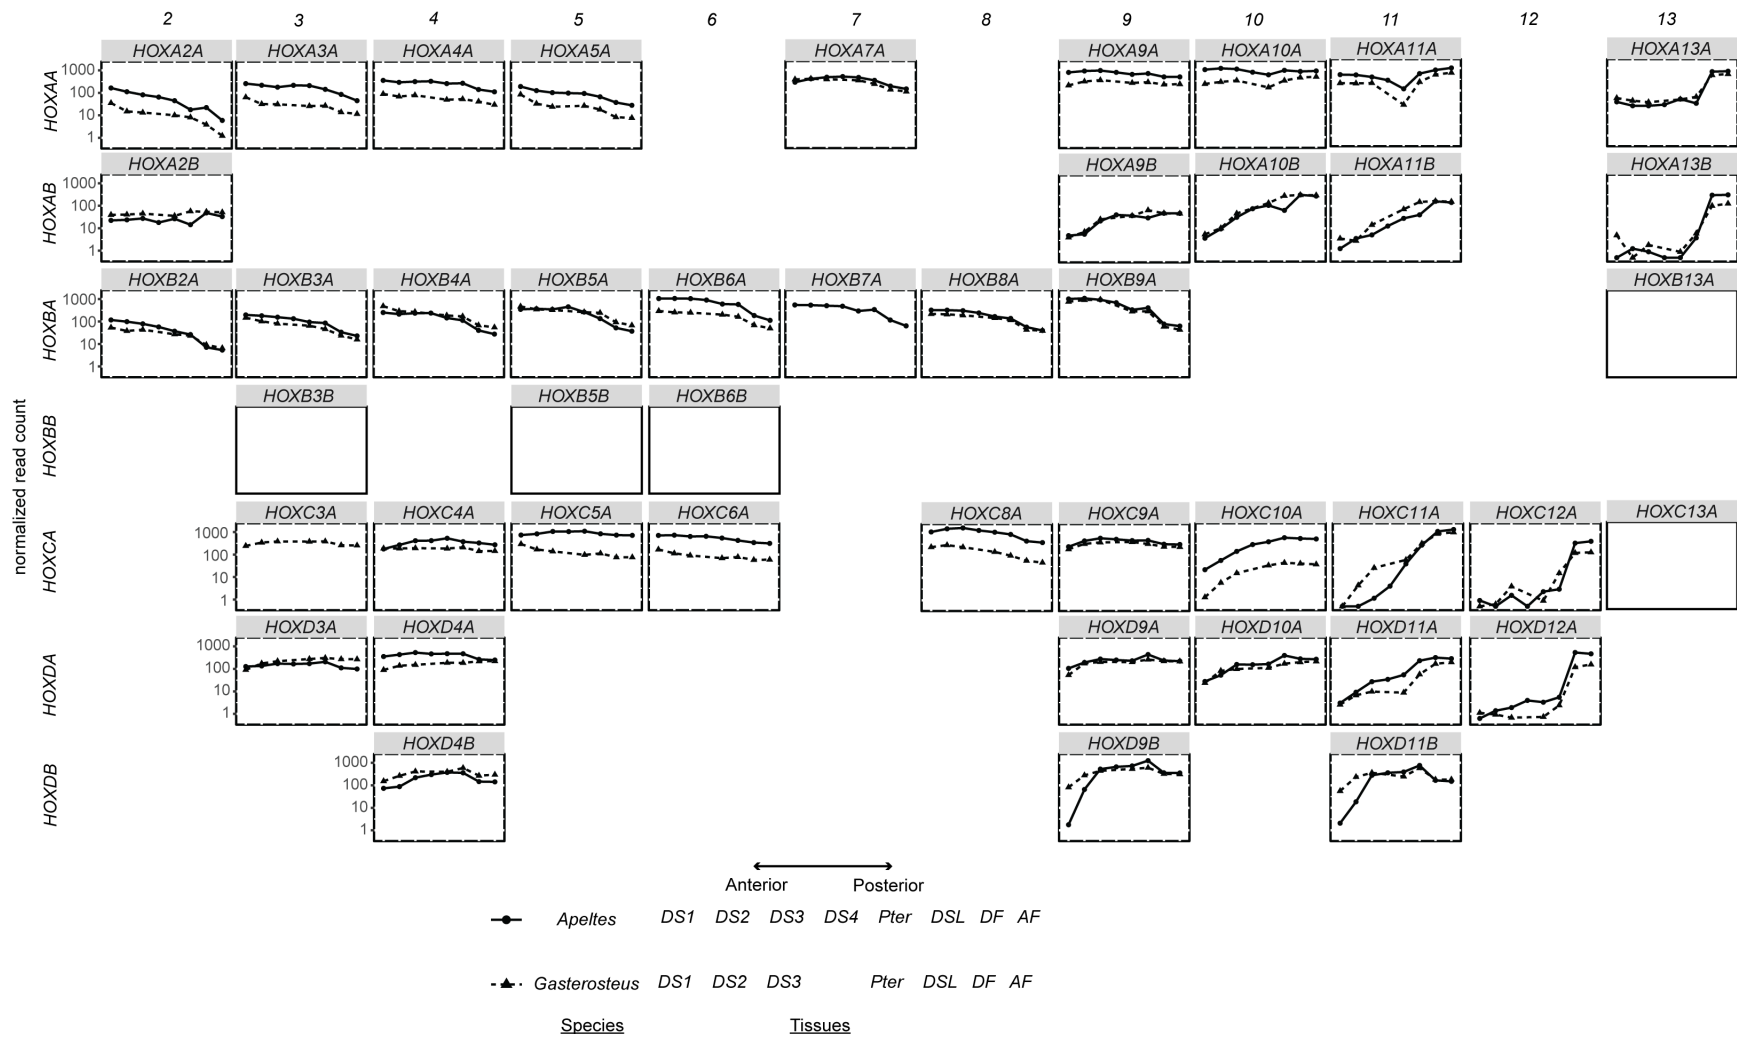 2 3 4 5 6 7 8 9 10 11 12 13
HOXA2A HOXA3A HOXA4A HOXA5A HOXA7A HOXA9A HOXA10A HOXA11A HOXA13A
HOXAA
1000
100
10
1
HOXA2B HOXA9B HOXA10B HOXA11B HOXA13B
HOXAB
1000
100
10
1
HOXB2A HOXB3A HOXB4A HOXB5A HOXB6A HOXB7A HOXB8A HOXB9A HOXB13A
HOXBA
1000
100
10
1
HOXB3B HOXB5B HOXB6B
HOXBB
normalized read count
HOXC3A HOXC4A HOXC5A HOXC6A HOXC8A HOXC9A HOXC10A HOXC11A HOXC12A HOXC13A
HOXCA
1000
100
10
1
HOXD3A HOXD4A HOXD9A HOXD10A HOXD11A HOXD12A
HOXDA
1000
100
10
1
HOXD4B HOXD9B HOXD11B
HOXDB
1000
100
10
1
Anterior Posterior
Apeltes DS1 DS2 DS3 DS4 Pter DSL DF AF
Gasterosteus DS1 DS2 DS3 Pter DSL DF AF
Species Tissues